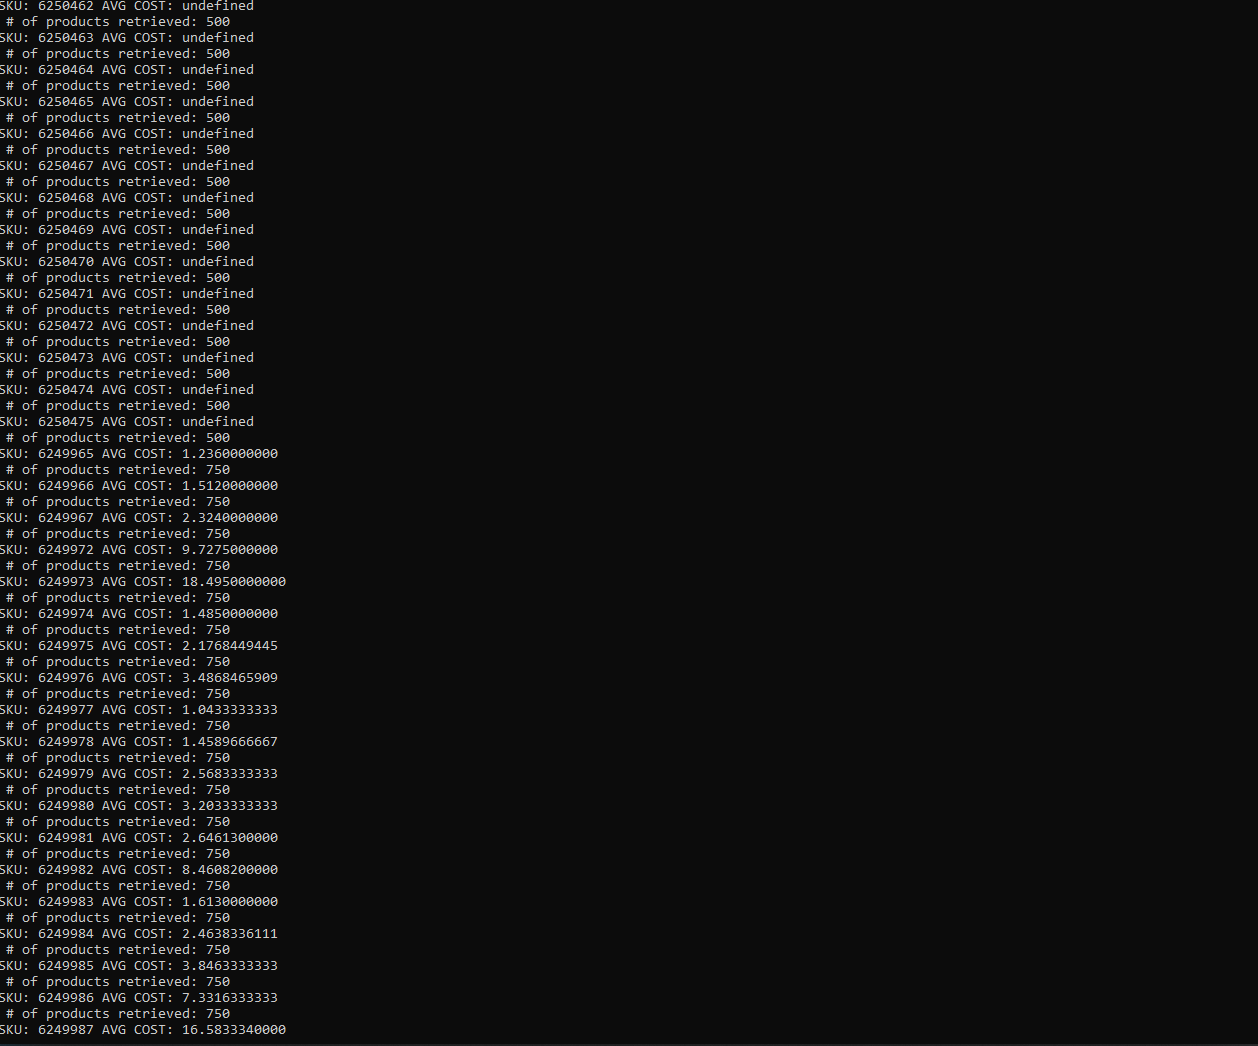 SKU: 6250462 AVG COST: undefined
# of products retrieved: 500
SKU: 6250463 AVG COST: undefined
# of products retrieved: 500
SKU: 6250464 AVG COST: undefined
# of products retrieved: 500
SKU: 6250465 AVG COST: undefined
# of products retrieved: 500
SKU: 6250466 AVG COST: undefined
# of products retrieved: 500
SKU: 6250467 AVG COST: undefined
# of products retrieved: 500
SKU: 6250468 AVG COST: undefined
# of products retrieved: 500
SKU: 6250469 AVG COST: undefined
# of products retrieved: 500
SKU: 6250470 AVG COST: undefined
# of products retrieved: 500
SKU: 6250471 AVG COST: undefined
# of products retrieved: 500
SKU: 6250472 AVG COST: undefined
# of products retrieved: 500
SKU: 6250473 AVG COST: undefined
# of products retrieved: 500
SKU: 6250474 AVG COST: undefined
# of products retrieved: 500
SKU: 6250475 AVG COST: undefined
# of products retrieved: 500
SKU: 6249965 AVG COST: 1.2360000000
# of products retrieved: 750
SKU: 6249966 AVG COST: 1.5120000000
# of products retrieved: 750
SKU: 6249967 AVG COST: 2.3240000000
# of products retrieved: 750
SKU: 6249972 AVG COST: 9.7275000000
# of products retrieved: 750
SKU: 6249973 AVG COST: 18.4950000000
# of products retrieved: 750
SKU: 6249974 AVG COST: 1.4850000000
# of products retrieved: 750
SKU: 6249975 AVG COST: 2.1768449445
# of products retrieved: 750
SKU: 6249976 AVG COST: 3.4868465909
# of products retrieved: 750
SKU: 6249977 AVG COST: 1.0433333333
# of products retrieved: 750
SKU: 6249978 AVG COST: 1.4589666667
# of products retrieved: 750
SKU: 6249979 AVG COST: 2.5683333333
# of products retrieved: 750
SKU: 6249980 AVG COST: 3.2033333333
# of products retrieved: 750
SKU: 6249981 AVG COST: 2.6461300000
# of products retrieved: 750
SKU: 6249982 AVG COST: 8.4608200000
# of products retrieved: 750
SKU: 6249983 AVG COST: 1.6130000000
# of products retrieved: 750
SKU: 6249984 AVG COST: 2.4638336111
# of products retrieved: 750
SKU: 6249985 AVG COST: 3.8463333333
# of products retrieved: 750
SKU: 6249986 AVG COST: 7.3316333333
# of products retrieved: 750
SKU: 6249987 AVG COST: 16.5833340000